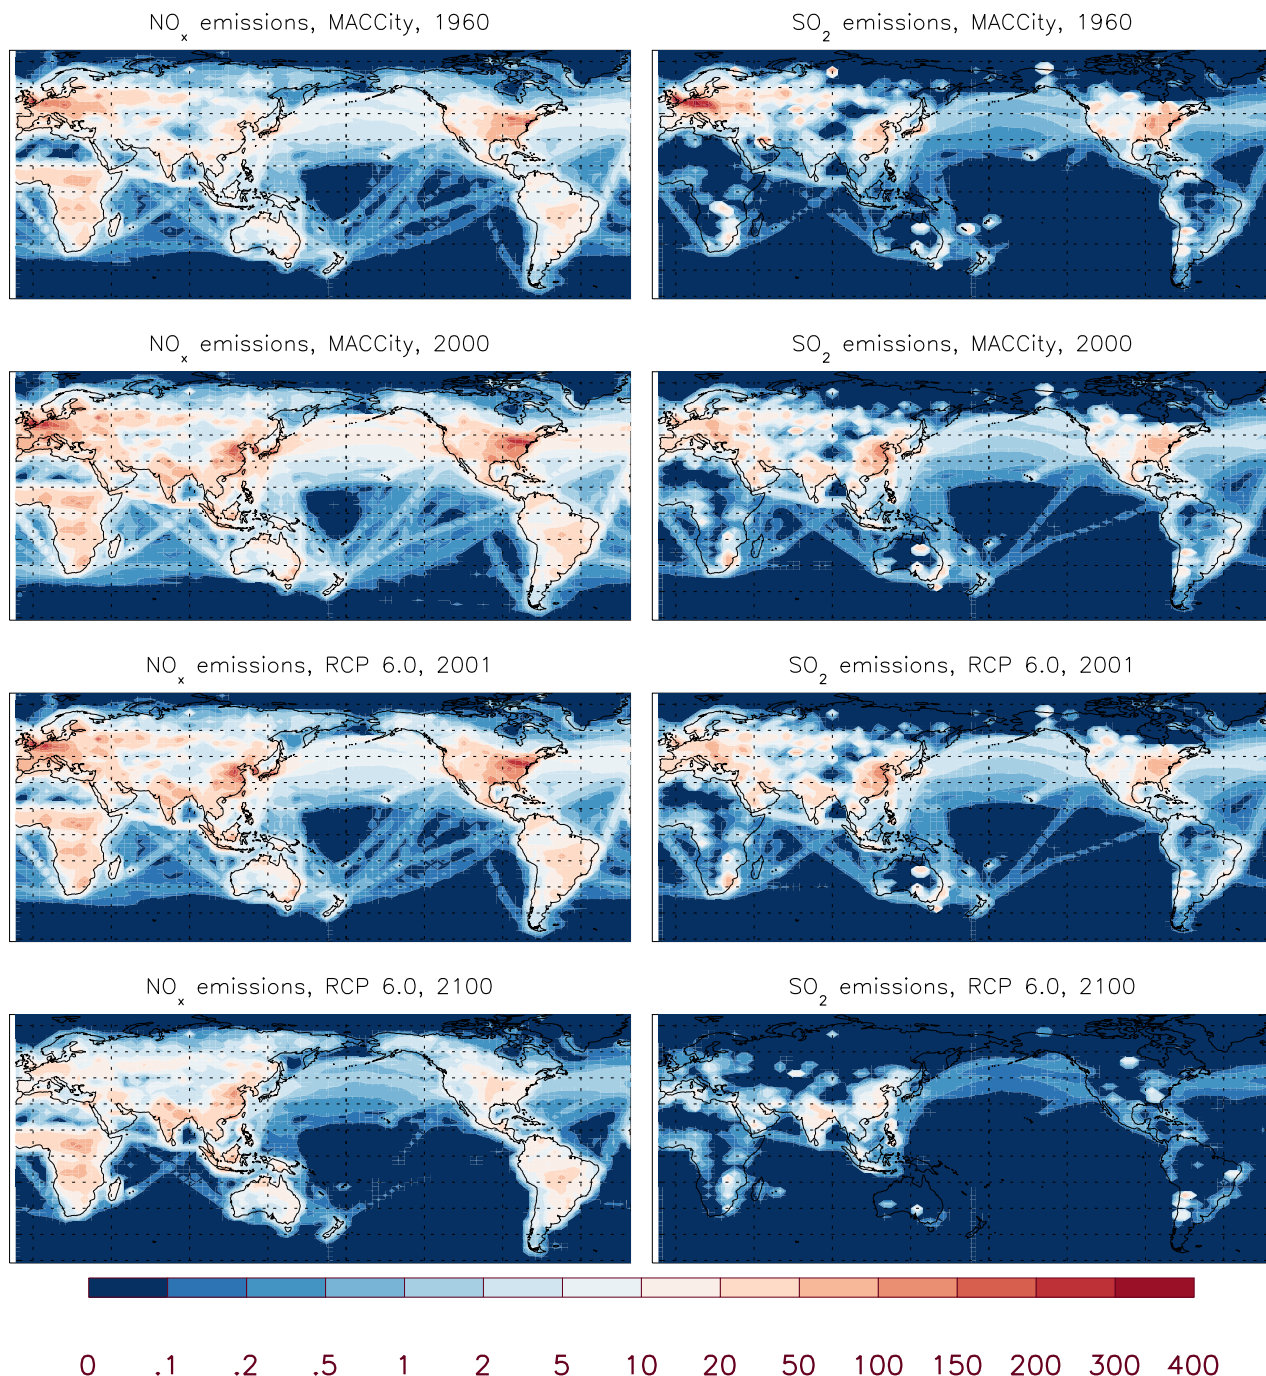 NOx emissions, MACCity, 1960
SO2 emissions, MACCity, 1960
NOx emissions, MACCity, 2000
SO2 emissions, MACCity, 2000
NOx emissions, RCP 6.0, 2001
SO2 emissions, RCP 6.0, 2001
NOx emissions, RCP 6.0, 2100
SO2 emissions, RCP 6.0, 2100
0 .1 .2 .5 1 2 5 10 20 50 100 150 200 300 400